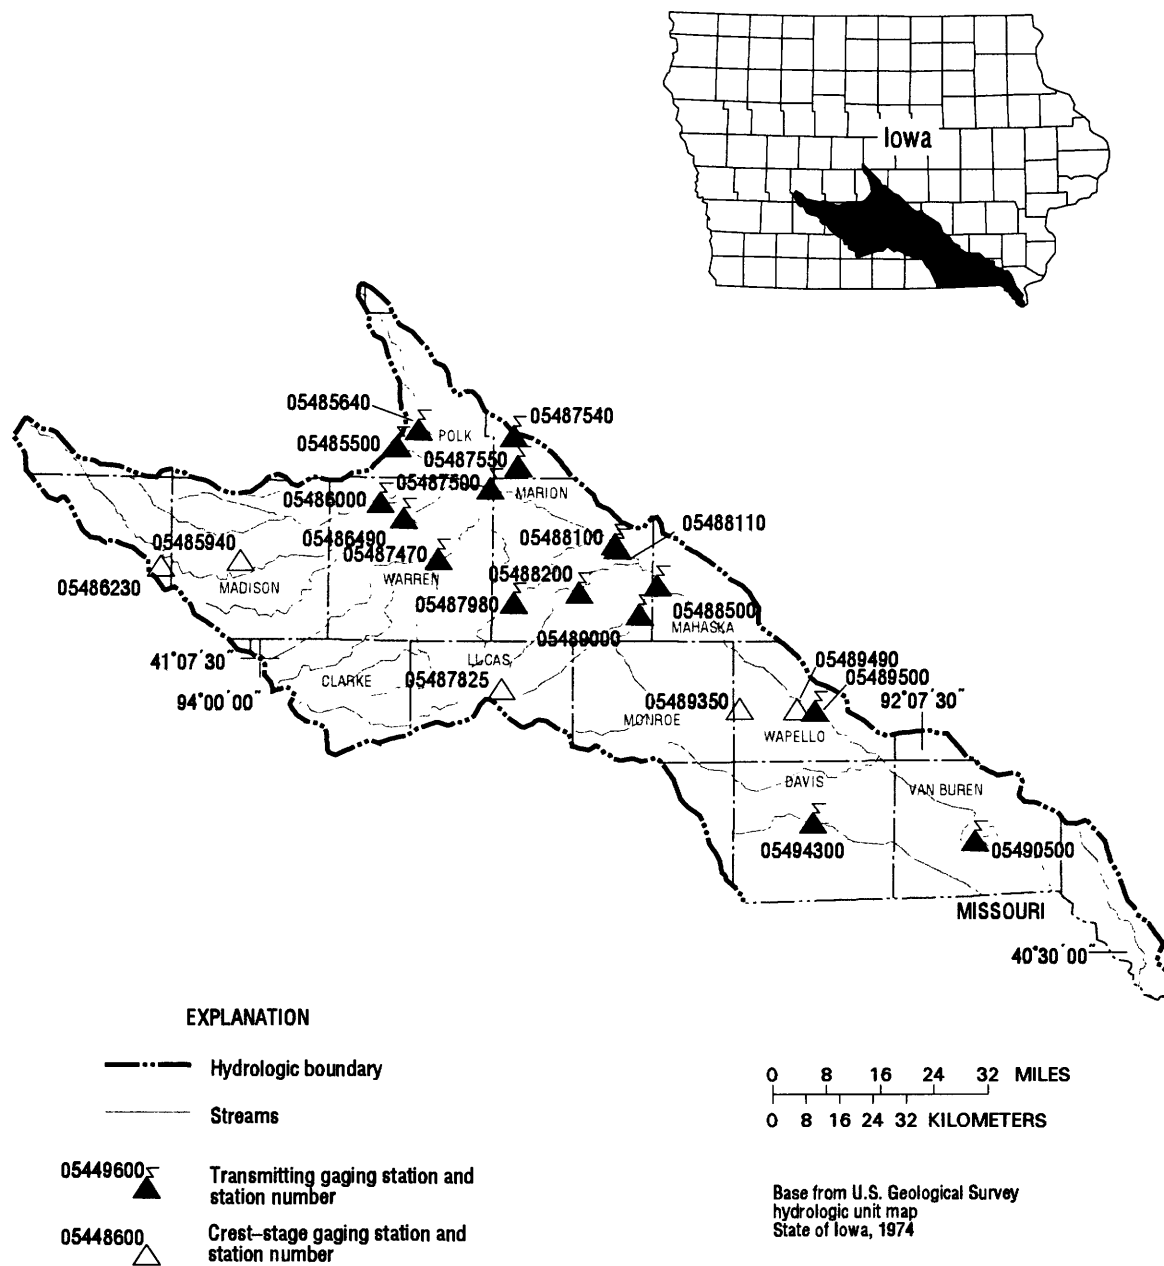 Iowa
05485640
05487540
POLK
05485500
05487550
05487500
MARION
05486000
05488110
05486490
05488100
05485940
05487470
WARREN
05488200
05486230
MADISON
05487980
05488500
MAHASKA
05489000
41°07'30"
LUCAS
05489490
CLARKE
05487825
05489500
94°00'00"
05489350
92°07'30"
MONROE
WAPELLO
DAVIS
VAN BUREN
05494300
05490500
MISSOURI
40°30'00"
EXPLANATION
Hydrologic boundary
Streams
05449600
Transmitting gaging station and
station number
05448600
Crest-stage gaging station and
station number
0 8 16 24 32 MILES
0 8 16 24 32 KILOMETERS
Base from U.S. Geological Survey
hydrologic unit map
State of Iowa, 1974